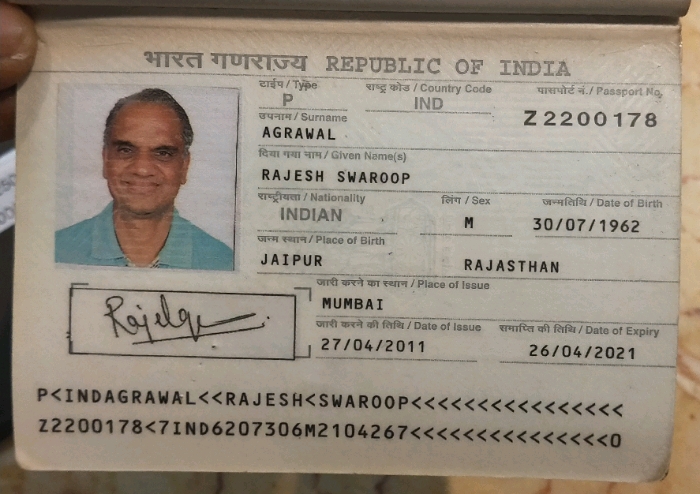 भारत गणराज्य REPUBLIC OF INDIA
टाईप / Type राष्ट्र कोड / Country Code पासपोर्ट नं. / Passport No.
P IND Z2200178
उपनाम / Surname
AGRAWAL
दिया गया नाम / Given Name(s)
RAJESH SWAROOP
राष्ट्रीयता / Nationality लिंग / Sex जन्मतिथि / Date of Birth
INDIAN M 30/07/1962
जन्म स्थान / Place of Birth
JAIPUR RAJASTHAN
जारी करने का स्थान / Place of Issue
MUMBAI
जारी करने की तिथि / Date of Issue समाप्ति की तिथि / Date of Expiry
27/04/2011 26/04/2021
P<INDAGRAWAL<<RAJESH<SWAROOP<<<<<<<<<<<<<<<<
Z2200178<7IND6207306M2104267<<<<<<<<<<<<<<<0